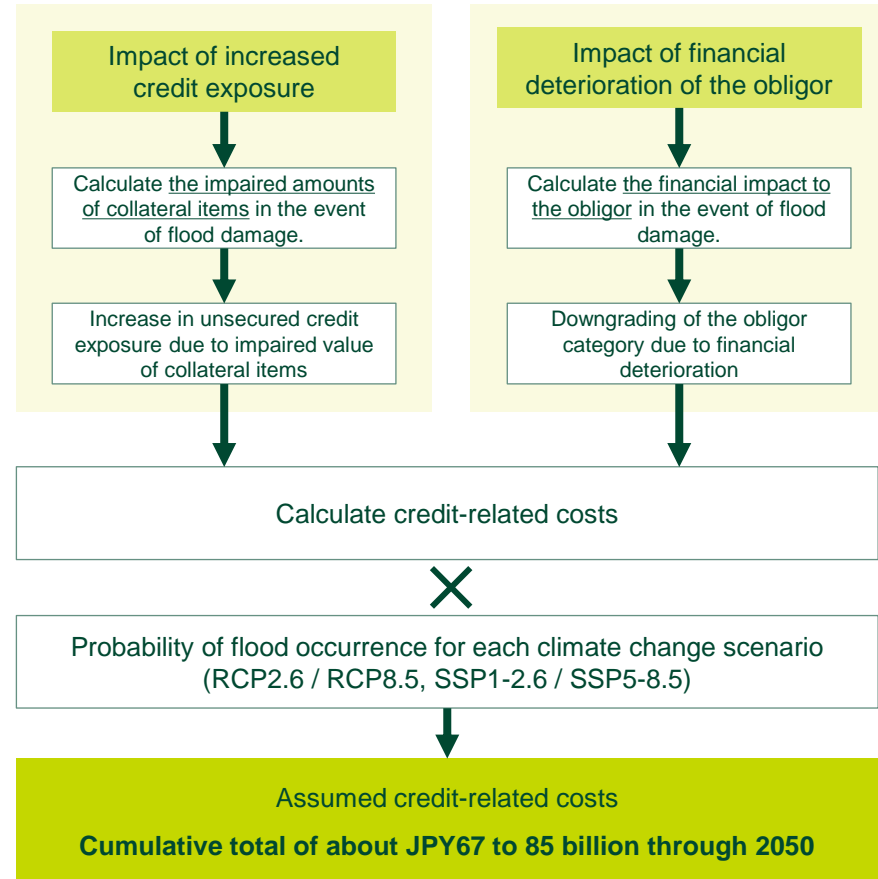 Impact of increased
credit exposure
Calculate the impaired amounts
of collateral items in the event
of flood damage.
Increase in unsecured credit
exposure due to impaired value
of collateral items
Impact of financial
deterioration of the obligor
Calculate the financial impact to
the obligor in the event of flood
damage.
Downgrading of the obligor
category due to financial
deterioration
Calculate credit-related costs
×
Probability of flood occurrence for each climate change scenario
(RCP2.6 / RCP8.5, SSP1-2.6 / SSP5-8.5)
Assumed credit-related costs
Cumulative total of about JPY67 to 85 billion through 2050